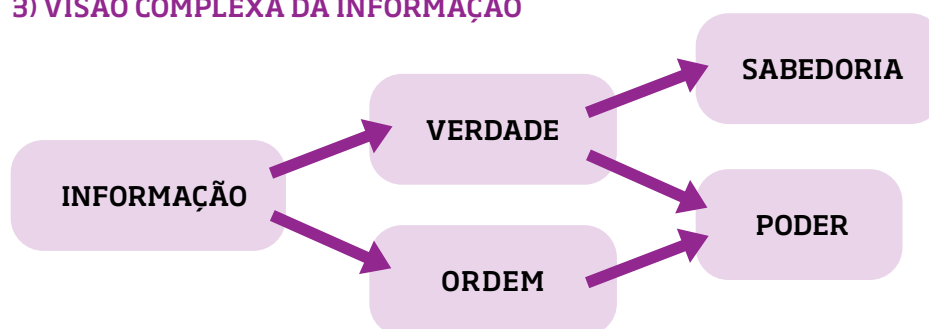 3) VISÃO COMPLEXA DA INFORMAÇÃO
SABEDORIA
VERDADE
INFORMAÇÃO
PODER
ORDEM